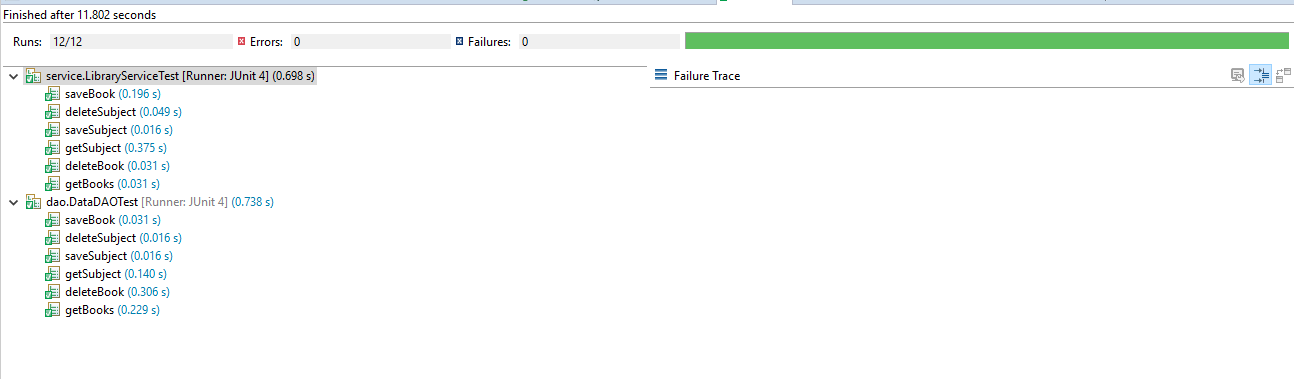 Finished after 11.802 seconds
Runs: 12/12 Errors: 0 Failures: 0
service.LibraryServiceTest [Runner: JUnit 4] (0.698 s)
Failure Trace
saveBook (0.196 s)
deleteSubject (0.049 s)
saveSubject (0.016 s)
getSubject (0.375 s)
deleteBook (0.031 s)
getBooks (0.031 s)
dao.DataDAOTest [Runner: JUnit 4] (0.738 s)
saveBook (0.031 s)
deleteSubject (0.016 s)
saveSubject (0.016 s)
getSubject (0.140 s)
deleteBook (0.306 s)
getBooks (0.229 s)